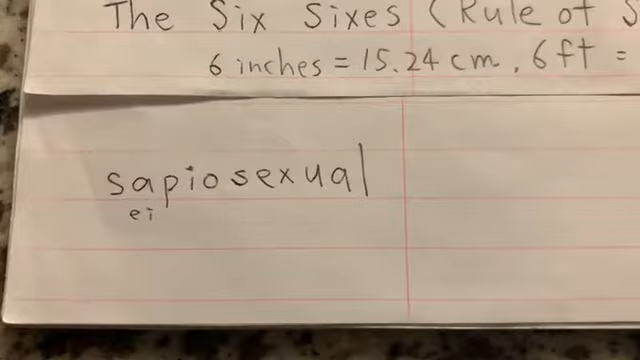 The Six Sixes (Rule of
6 inches = 15.24 cm, 6 ft =
sapiosexual
ei